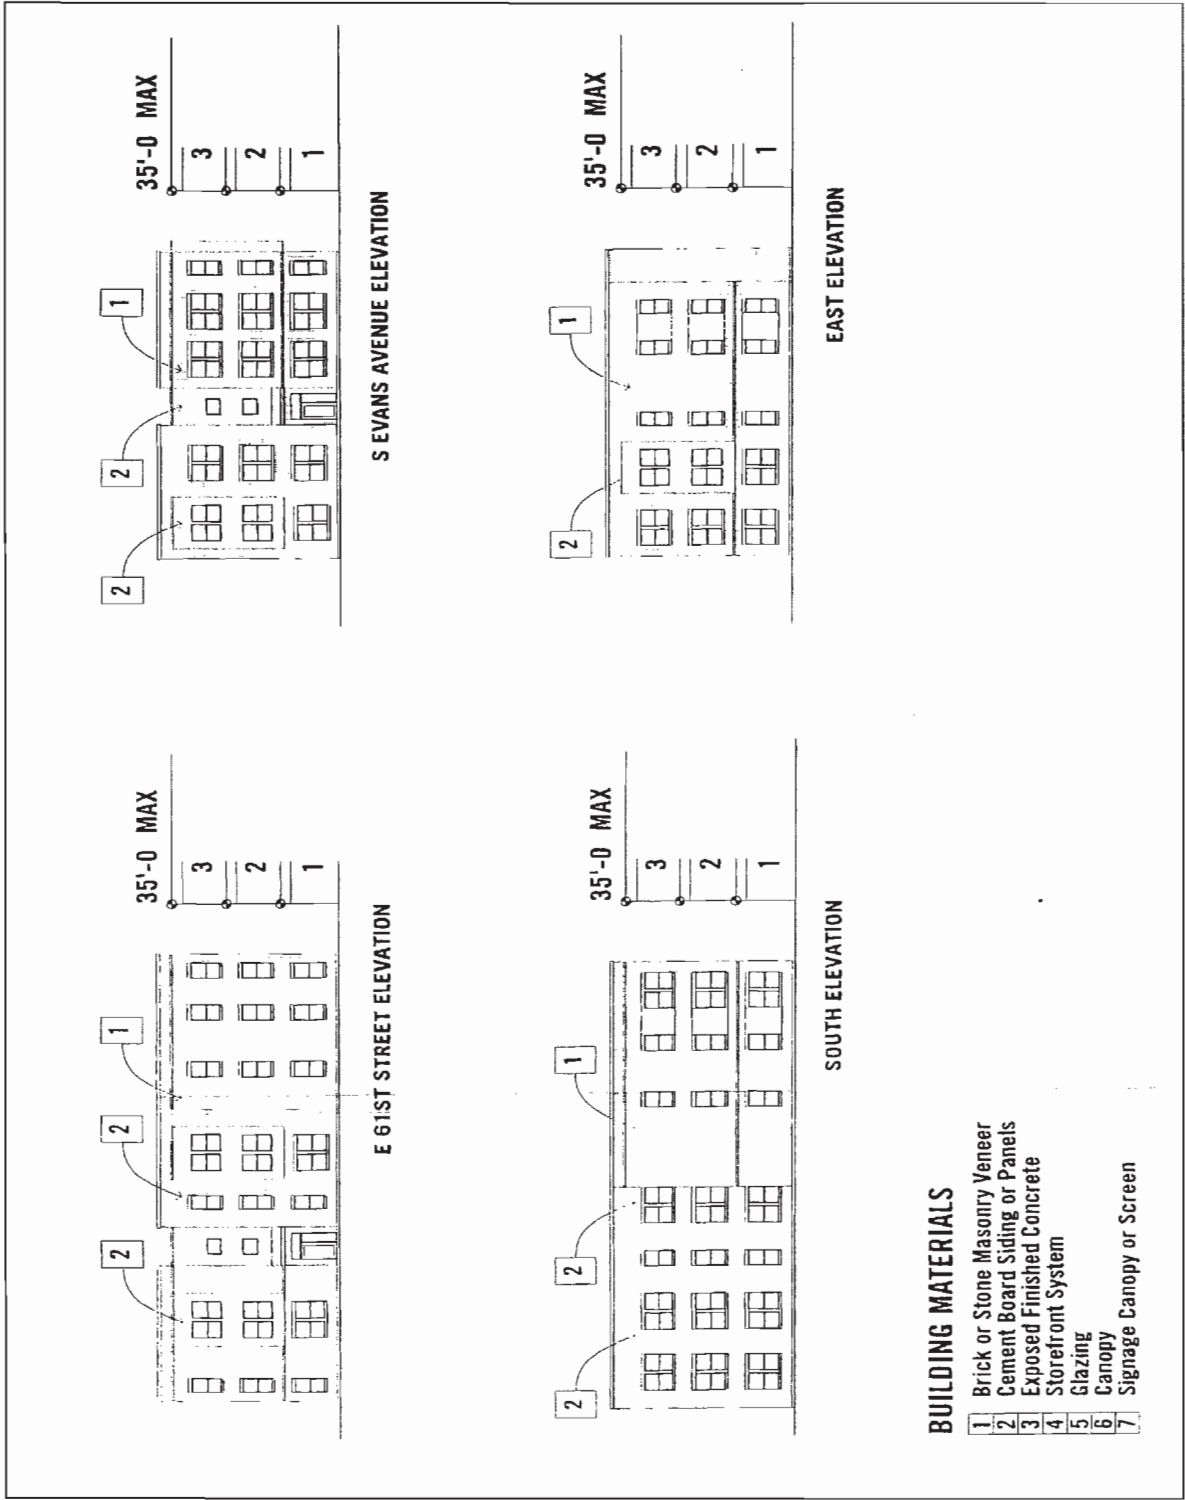 2
2
1
35'-0 MAX
3
2
1
E 61ST STREET ELEVATION
2
2
1
35'-0 MAX
3
2
1
S EVANS AVENUE ELEVATION
2
2
1
35'-0 MAX
3
2
1
SOUTH ELEVATION
2
1
35'-0 MAX
3
2
1
EAST ELEVATION
BUILDING MATERIALS
1 Brick or Stone Masonry Veneer
2 Cement Board Siding or Panels
3 Exposed Finished Concrete
4 Storefront System
5 Glazing
6 Canopy
7 Signage Canopy or Screen